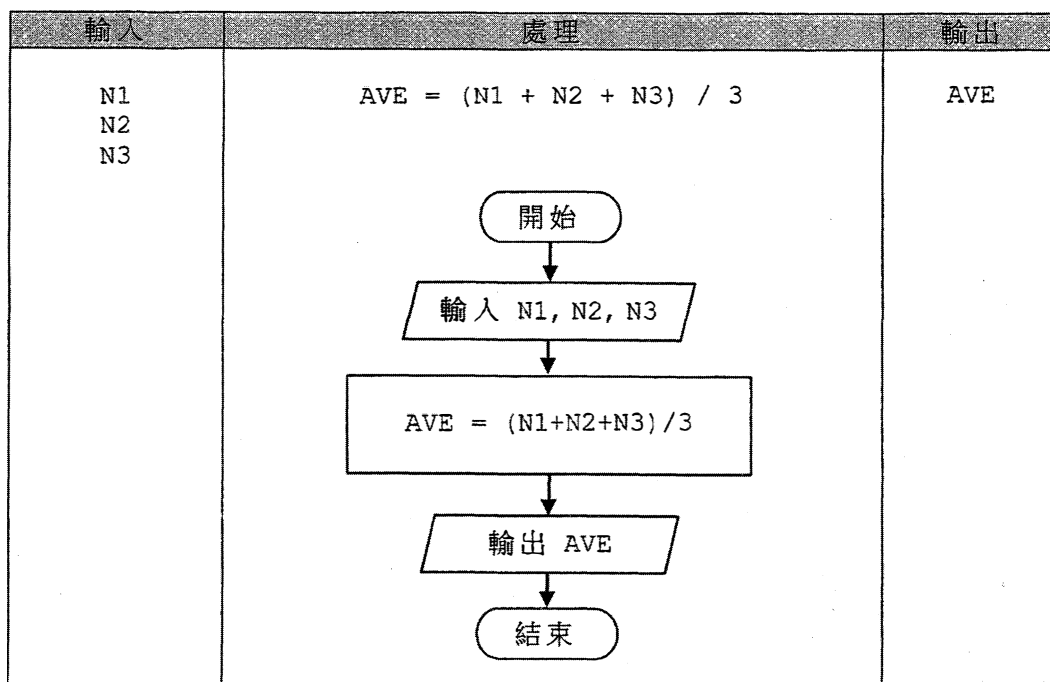 輸入 處理 輸出
N1 AVE = (N1 + N2 + N3) / 3 AVE
N2
N3
開始
輸入 N1, N2, N3
AVE = (N1+N2+N3)/3
輸出 AVE
結束